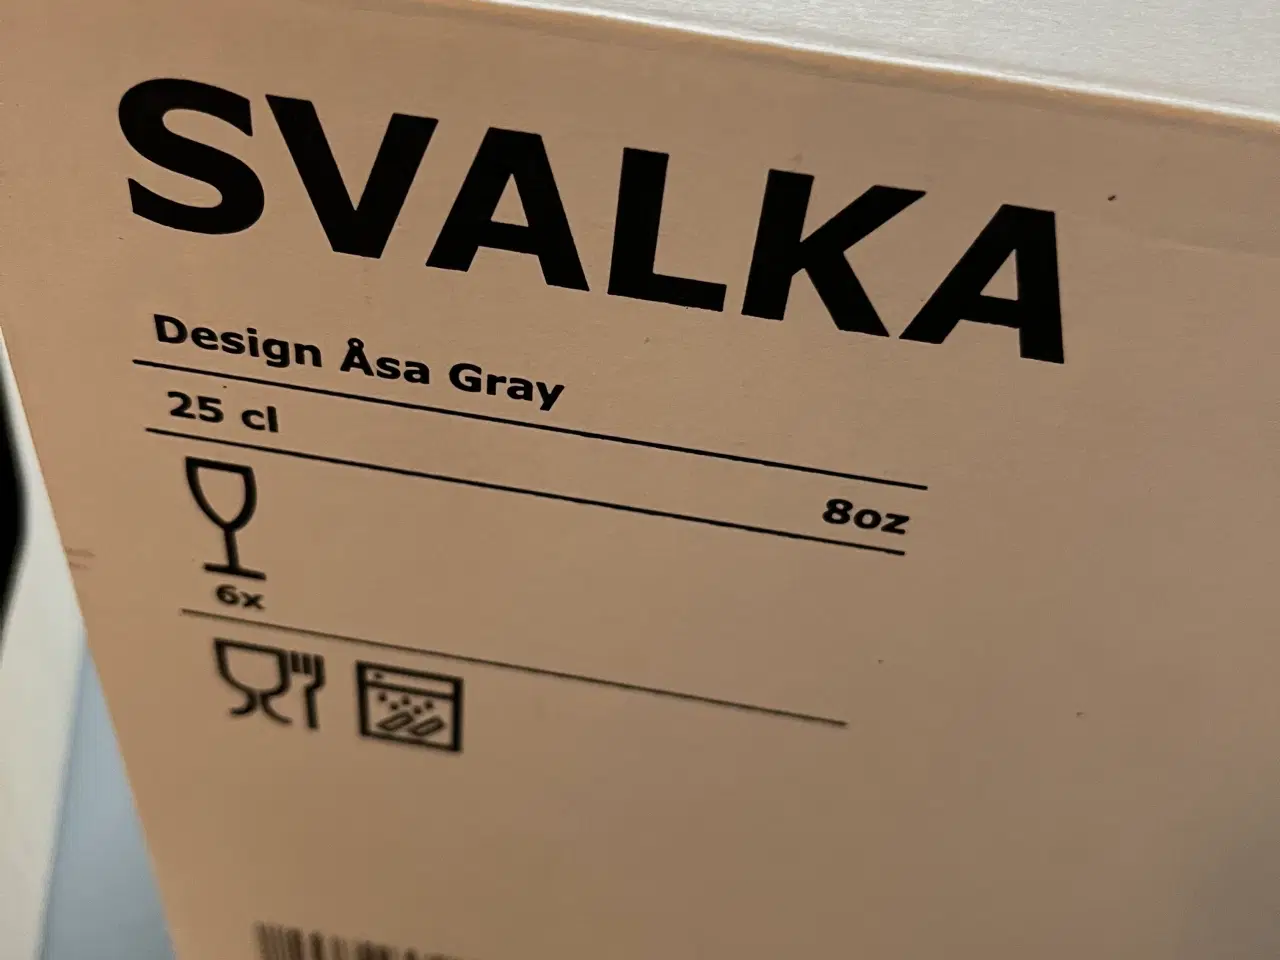 SVALKA
Design Åsa Gray
25 cl 8oz
6x